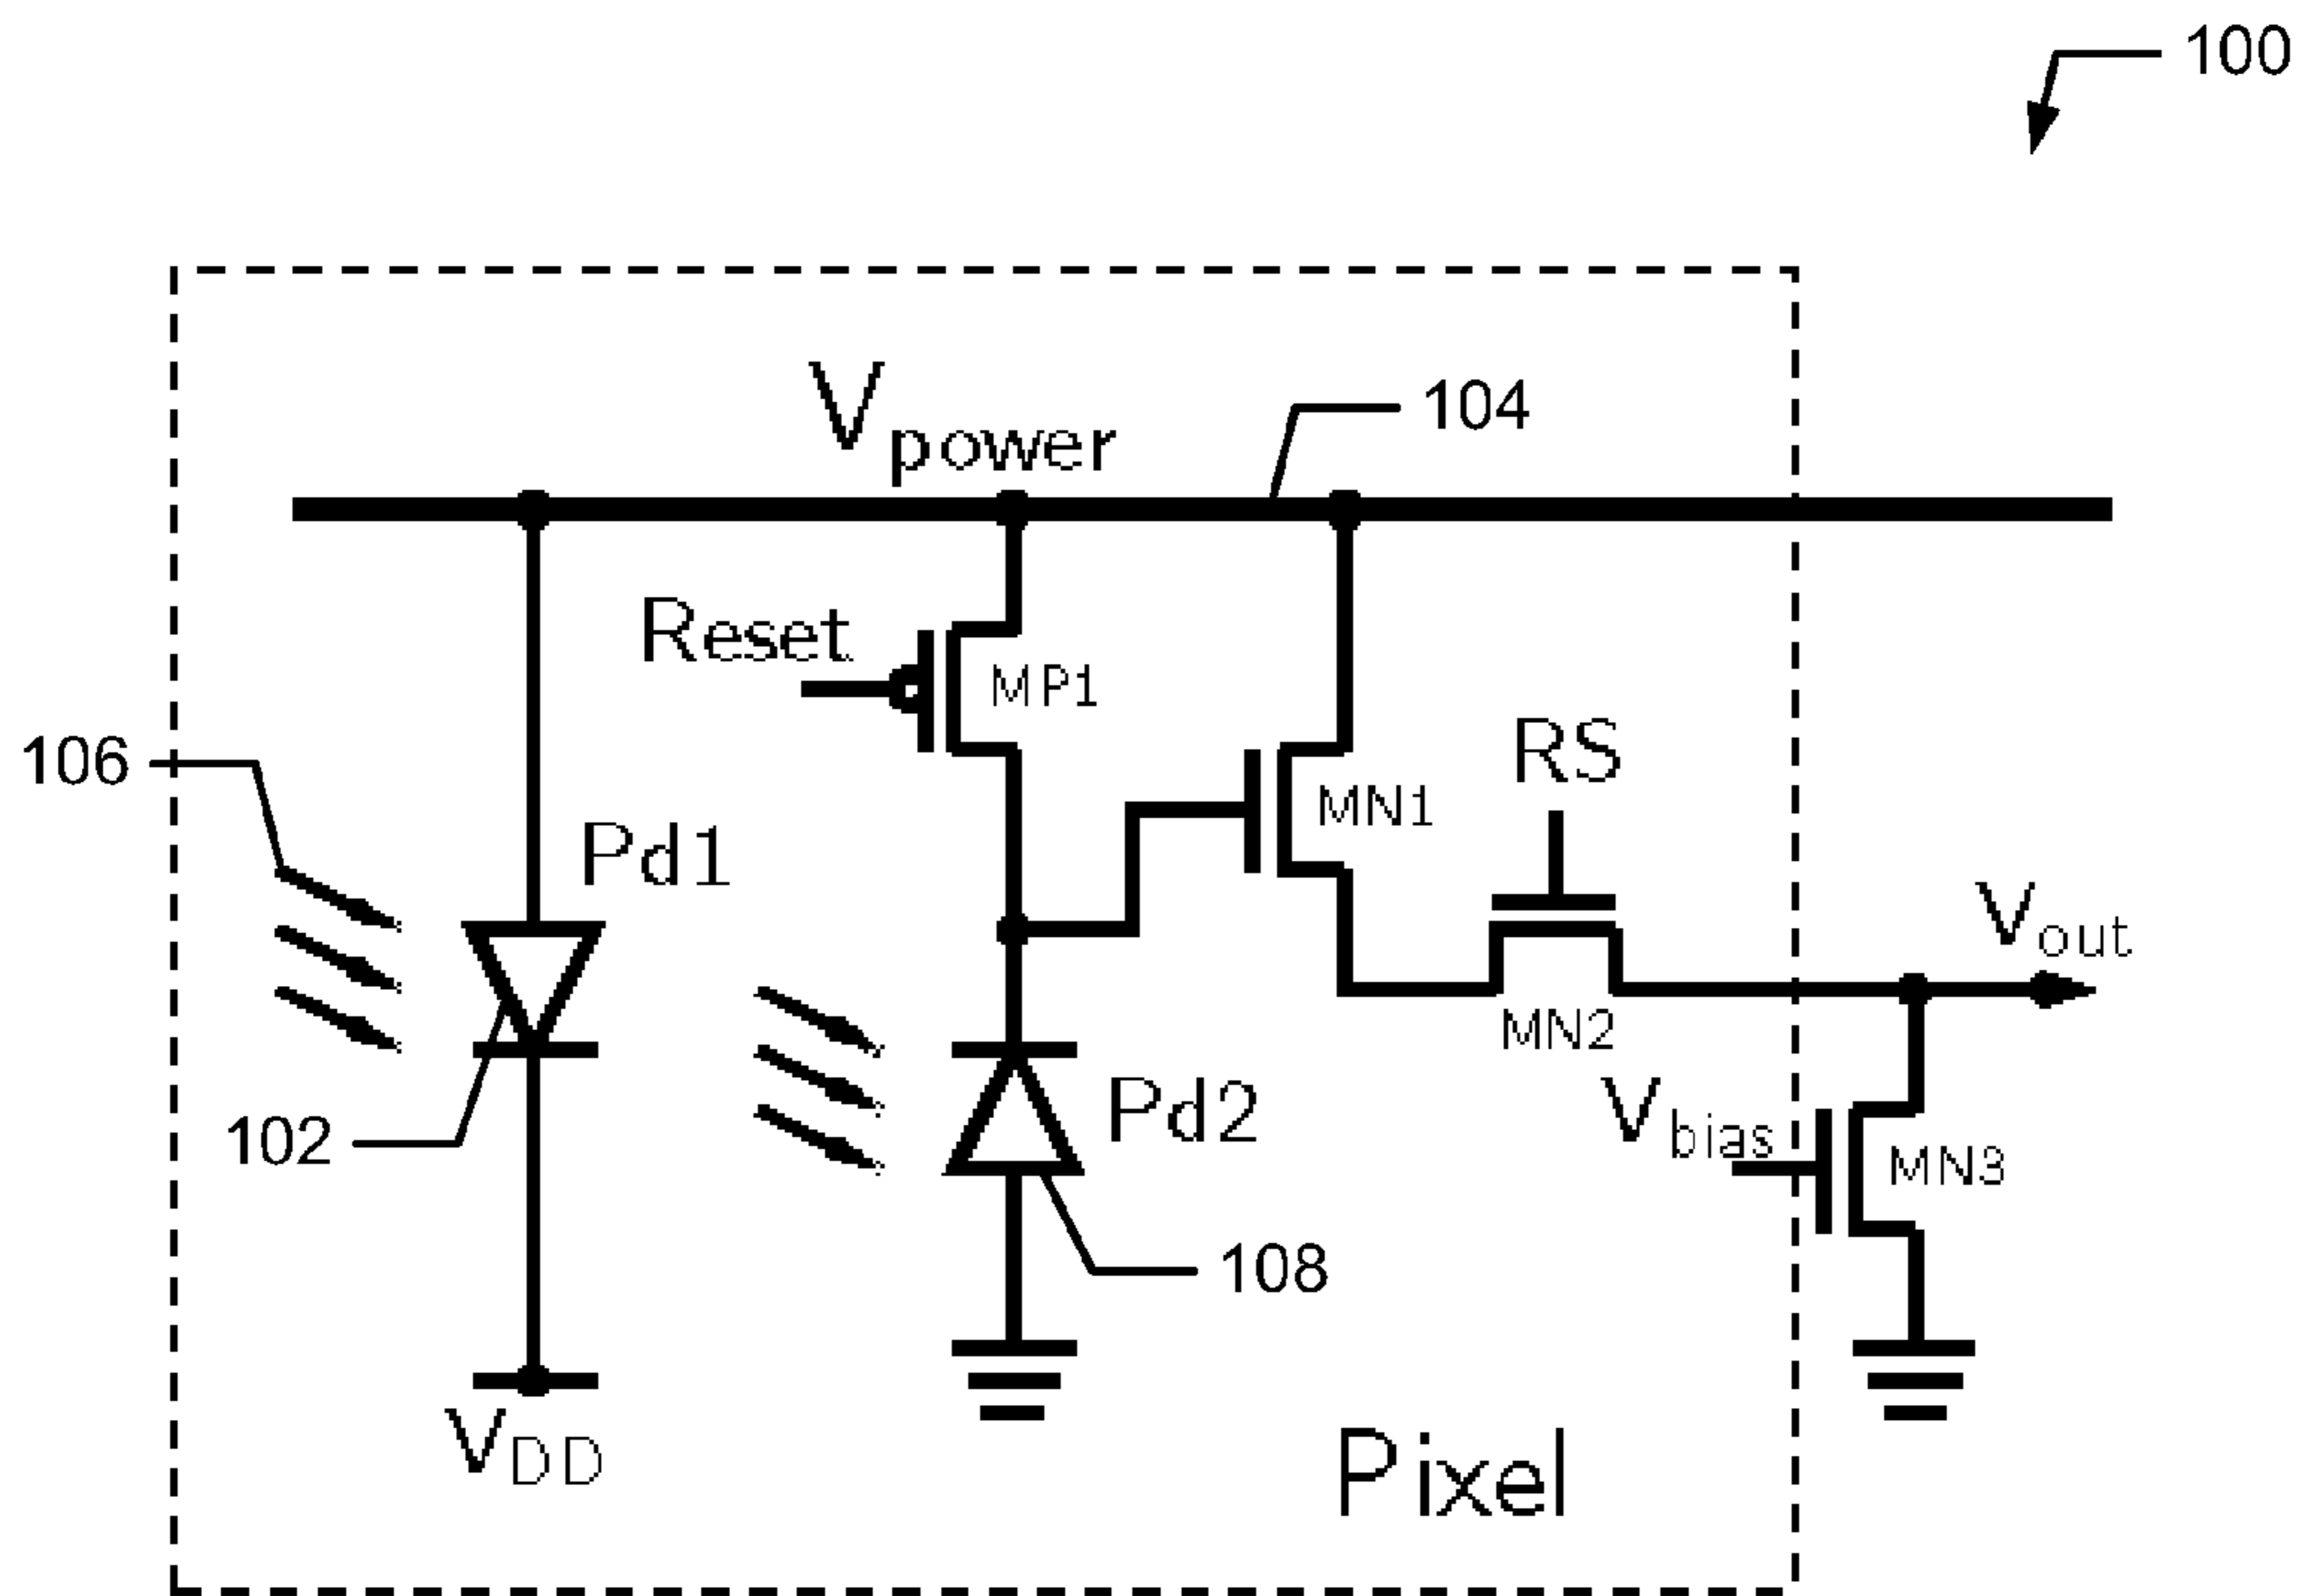 100
Vpower
104
Reset
MP1
106
RS
MN1
Pd1
Vout
MN2
102
Pd2
Vbias
MN3
108
VDD
Pixel